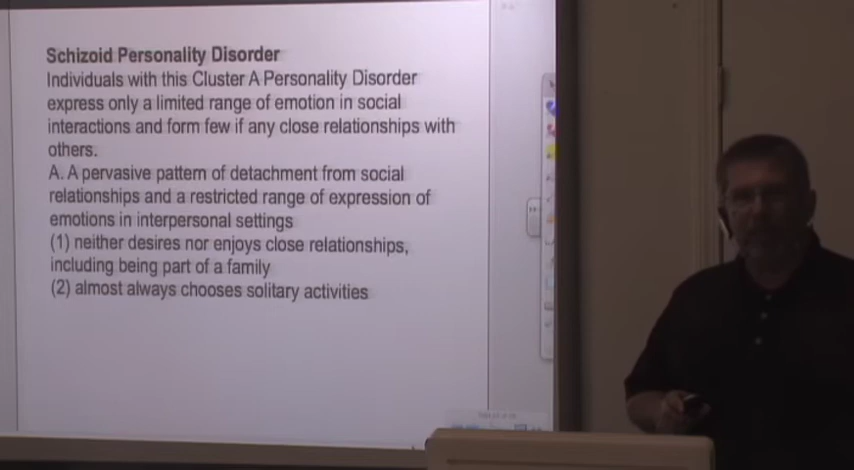 Schizoid Personality Disorder
Individuals with this Cluster A Personality Disorder
express only a limited range of emotion in social
interactions and form few if any close relationships with
others.
A. A pervasive pattern of detachment from social
relationships and a restricted range of expression of
emotions in interpersonal settings
(1) neither desires nor enjoys close relationships,
including being part of a family
(2) almost always chooses solitary activities